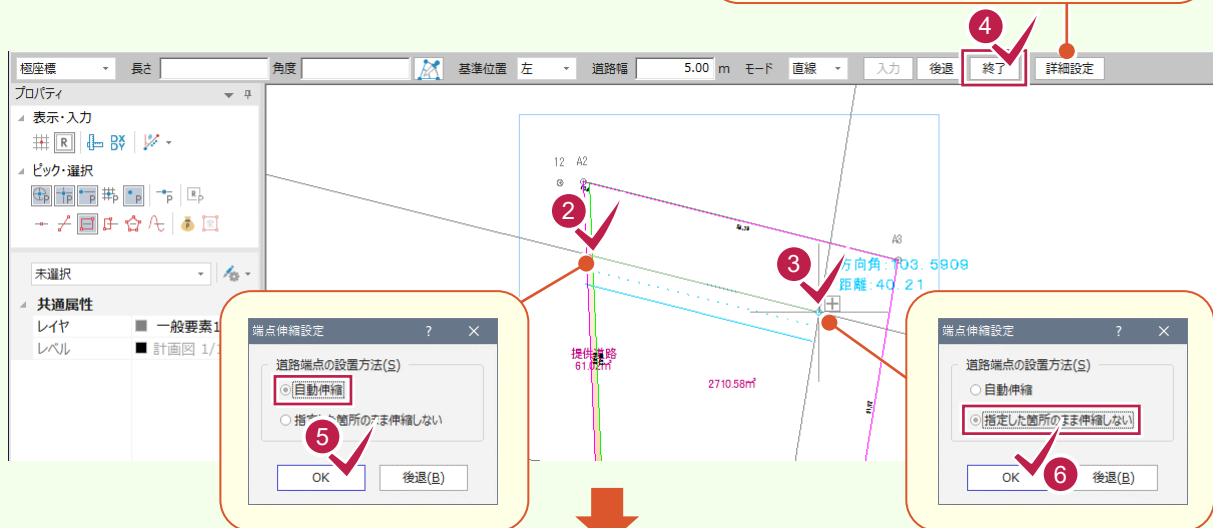 4
極座標 長さ 角度 基準位置 左 道路幅 5.00 m モード 直線 入力 後退 終了 詳細設定
プロパティ
表示・入力
ピック・選択
未選択
共通属性
レイヤ 一般要素1
レベル 計画図 1/
12 A2
2
A3
3
方向角:103.5909
距離:40.21
提供道路
61.02㎡
2710.58㎡
端点伸縮設定 ? ×
道路端点の設置方法(S)
自動伸縮
指定した箇所のまま伸縮しない
5
OK 後退(B)
端点伸縮設定 ? ×
道路端点の設置方法(S)
自動伸縮
指定した箇所のまま伸縮しない
OK 6 後退(B)